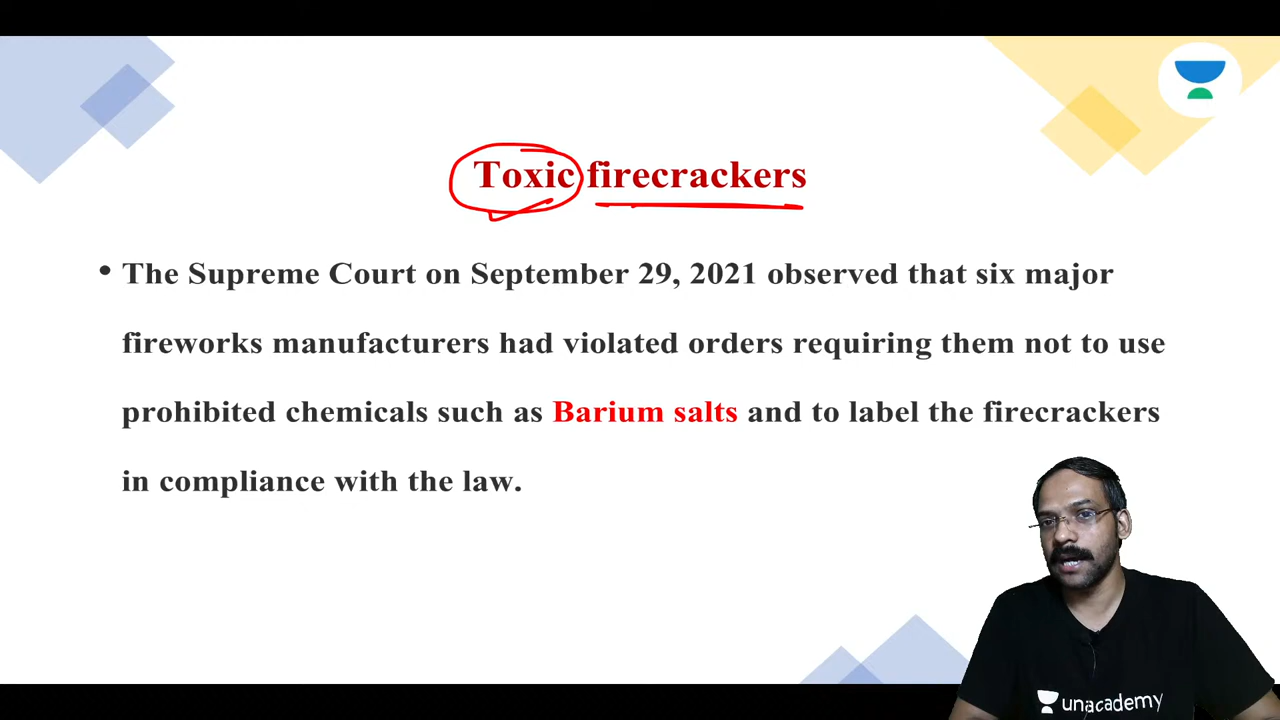 Toxic firecrackers
• The Supreme Court on September 29, 2021 observed that six major
fireworks manufacturers had violated orders requiring them not to use
prohibited chemicals such as Barium salts and to label the firecrackers
in compliance with the law.
unacademy